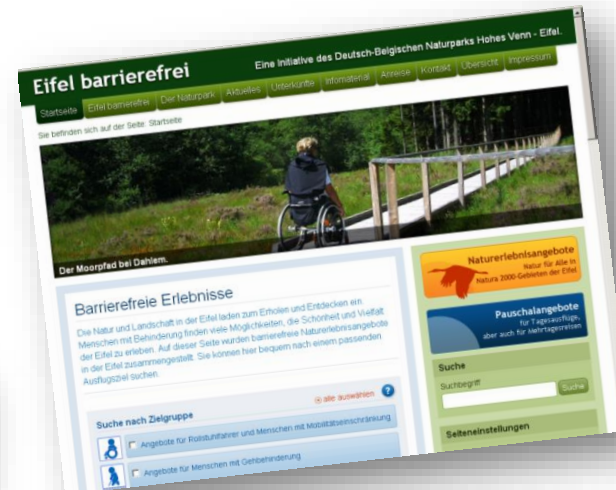 Eifel barrierefrei
Eine Initiative des Deutsch-Belgischen Naturparks Hohes Venn - Eifel.
Startseite Eifel barrierefrei Der Naturpark Aktuelles Unterkünfte Infomaterial Anreise Kontakt Übersicht Impressum
Sie befinden sich auf der Seite: Startseite
Der Moorpfad bei Dahlem.
Barrierefreie Erlebnisse
Die Natur und Landschaft in der Eifel laden zum Erholen und Entdecken ein.
Menschen mit Behinderung finden viele Möglichkeiten, die Schönheit und Vielfalt
der Eifel zu erleben. Auf dieser Seite wurden barrierefreie Naturerlebnisangebote
in der Eifel zusammengestellt. Sie können hier bequem nach einem passenden
Ausflugsziel suchen.
Suche nach Zielgruppe
alle auswählen ?
Angebote für Rollstuhlfahrer und Menschen mit Mobilitätseinschränkung
Angebote für Menschen mit Gehbehinderung
Naturerlebnisangebote
Natur für Alle in
Natura 2000-Gebieten der Eifel
Pauschalangebote
für Tagesausflüge,
aber auch für Mehrtagesreisen
Suche
Suchbegriff
Suche
Seiteneinstellungen